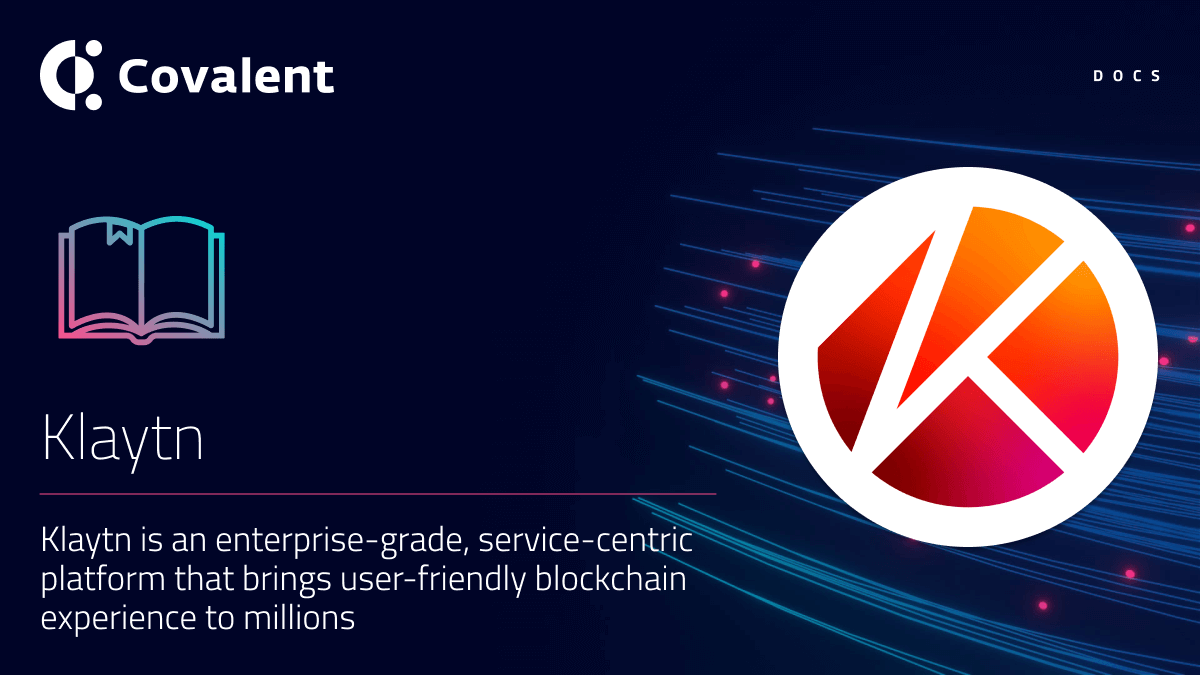 Covalent
DOCS
Klaytn
Klaytn is an enterprise-grade, service-centric
platform that brings user-friendly blockchain
experience to millions